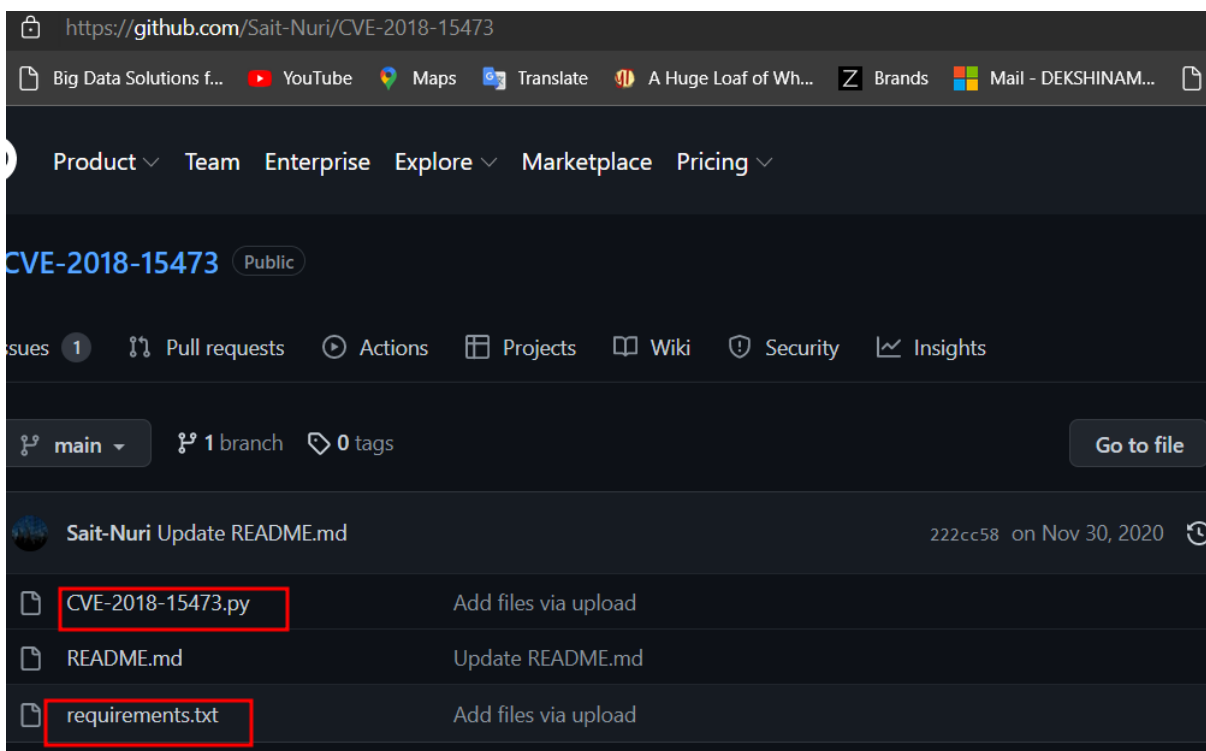 https://github.com/Sait-Nuri/CVE-2018-15473
Big Data Solutions f... YouTube Maps Translate A Huge Loaf of Wh... Z Brands Mail - DEKSHINAM...
Product Team Enterprise Explore Marketplace Pricing
CVE-2018-15473 Public
ssues 1 Pull requests Actions Projects Wiki Security Insights
main 1 branch 0 tags Go to file
Sait-Nuri Update README.md 222cc58 on Nov 30, 2020
CVE-2018-15473.py Add files via upload
README.md Update README.md
requirements.txt Add files via upload